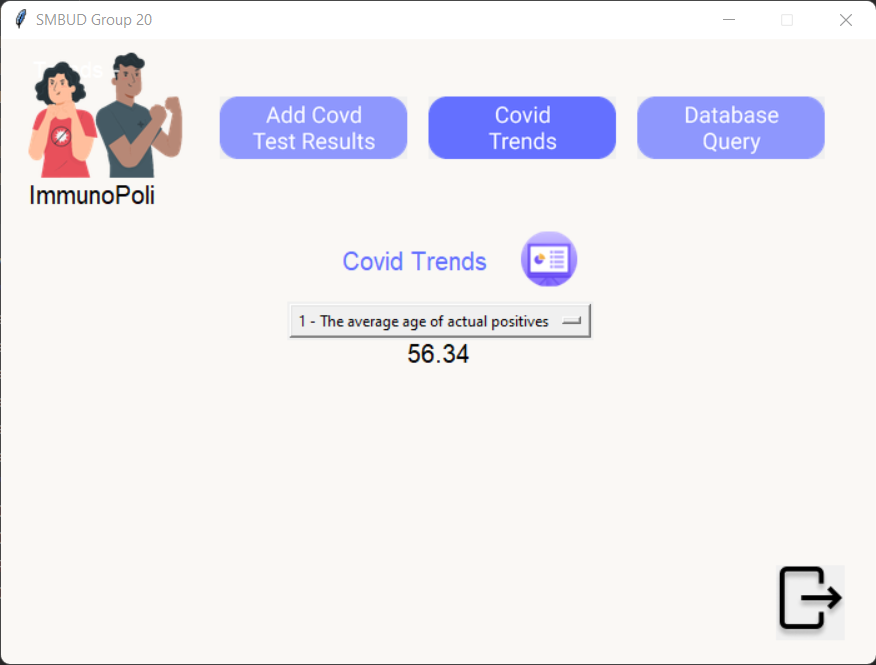 SMBUD Group 20
Add Covd
Test Results
Covid
Trends
Database
Query
ImmunoPoli
Covid Trends
1 - The average age of actual positives
56.34